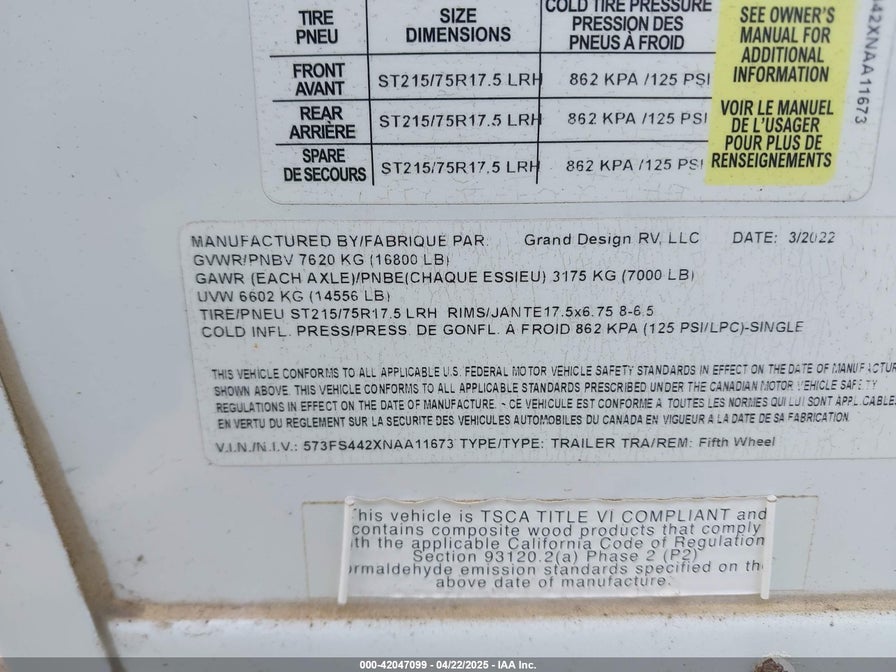 TIRE PNEU
SIZE DIMENSIONS
COLD TIRE PRESSURE
PRESSION DES
PNEUS À FROID
SEE OWNER'S
MANUAL FOR
ADDITIONAL
INFORMATION
FRONT AVANT ST215/75R17.5 LRH 862 KPA /125 PSI
REAR ARRIÈRE ST215/75R17.5 LRH 862 KPA /125 PSI
SPARE DE SECOURS ST215/75R17.5 LRH 862 KPA /125 PSI
VOIR LE MANUEL
DE L'USAGER
POUR PLUS DE
RENSEIGNEMENTS
42XNAA11673
MANUFACTURED BY/FABRIQUE PAR. Grand Design RV, LLC DATE: 3/2022
GVWR/PNBV 7620 KG (16800 LB)
GAWR (EACH AXLE)/PNBE(CHAQUE ESSIEU) 3175 KG (7000 LB)
UVW 6602 KG (14556 LB)
TIRE/PNEU ST215/75R17.5 LRH RIMS/JANTE17.5x6.75 8-6.5
COLD INFL. PRESS/PRESS. DE GONFL. À FROID 862 KPA (125 PSI/LPC)-SINGLE
THIS VEHICLE CONFORMS TO ALL APPLICABLE U.S. FEDERAL MOTOR VEHICLE SAFETY STANDARDS IN EFFECT ON THE DATE OF MANUFACTUR
SHOWN ABOVE. THIS VEHICLE CONFORMS TO ALL APPLICABLE STANDARDS PRESCRIBED UNDER THE CANADIAN MOTOR VEHICLE SAFETY
REGULATIONS IN EFFECT ON THE DATE OF MANUFACTURE. - CE VEHICULE EST CONFORME A TOUTES LES NORMES QUI LUI SONT APPLICABLES
EN VERTU DU REGLEMENT SUR LA SECURITE DES VEHICULES AUTOMOBILES DU CANADA EN VIGUEUR A LA DATE DE SA FABRICATION.
V.I.N./N.I.V.: 573FS442XNAA11673 TYPE/TYPE: TRAILER TRA/REM: Fifth Wheel
This vehicle is TSCA TITLE VI COMPLIANT and
contains composite wood products that comply
ith the applicable California Code of Regulation
Section 93120.2(a) Phase 2 (P2)
ormaldehyde emission standards specified on the
above date of manufacture.
000-42047099 - 04/22/2025 - IAA Inc.